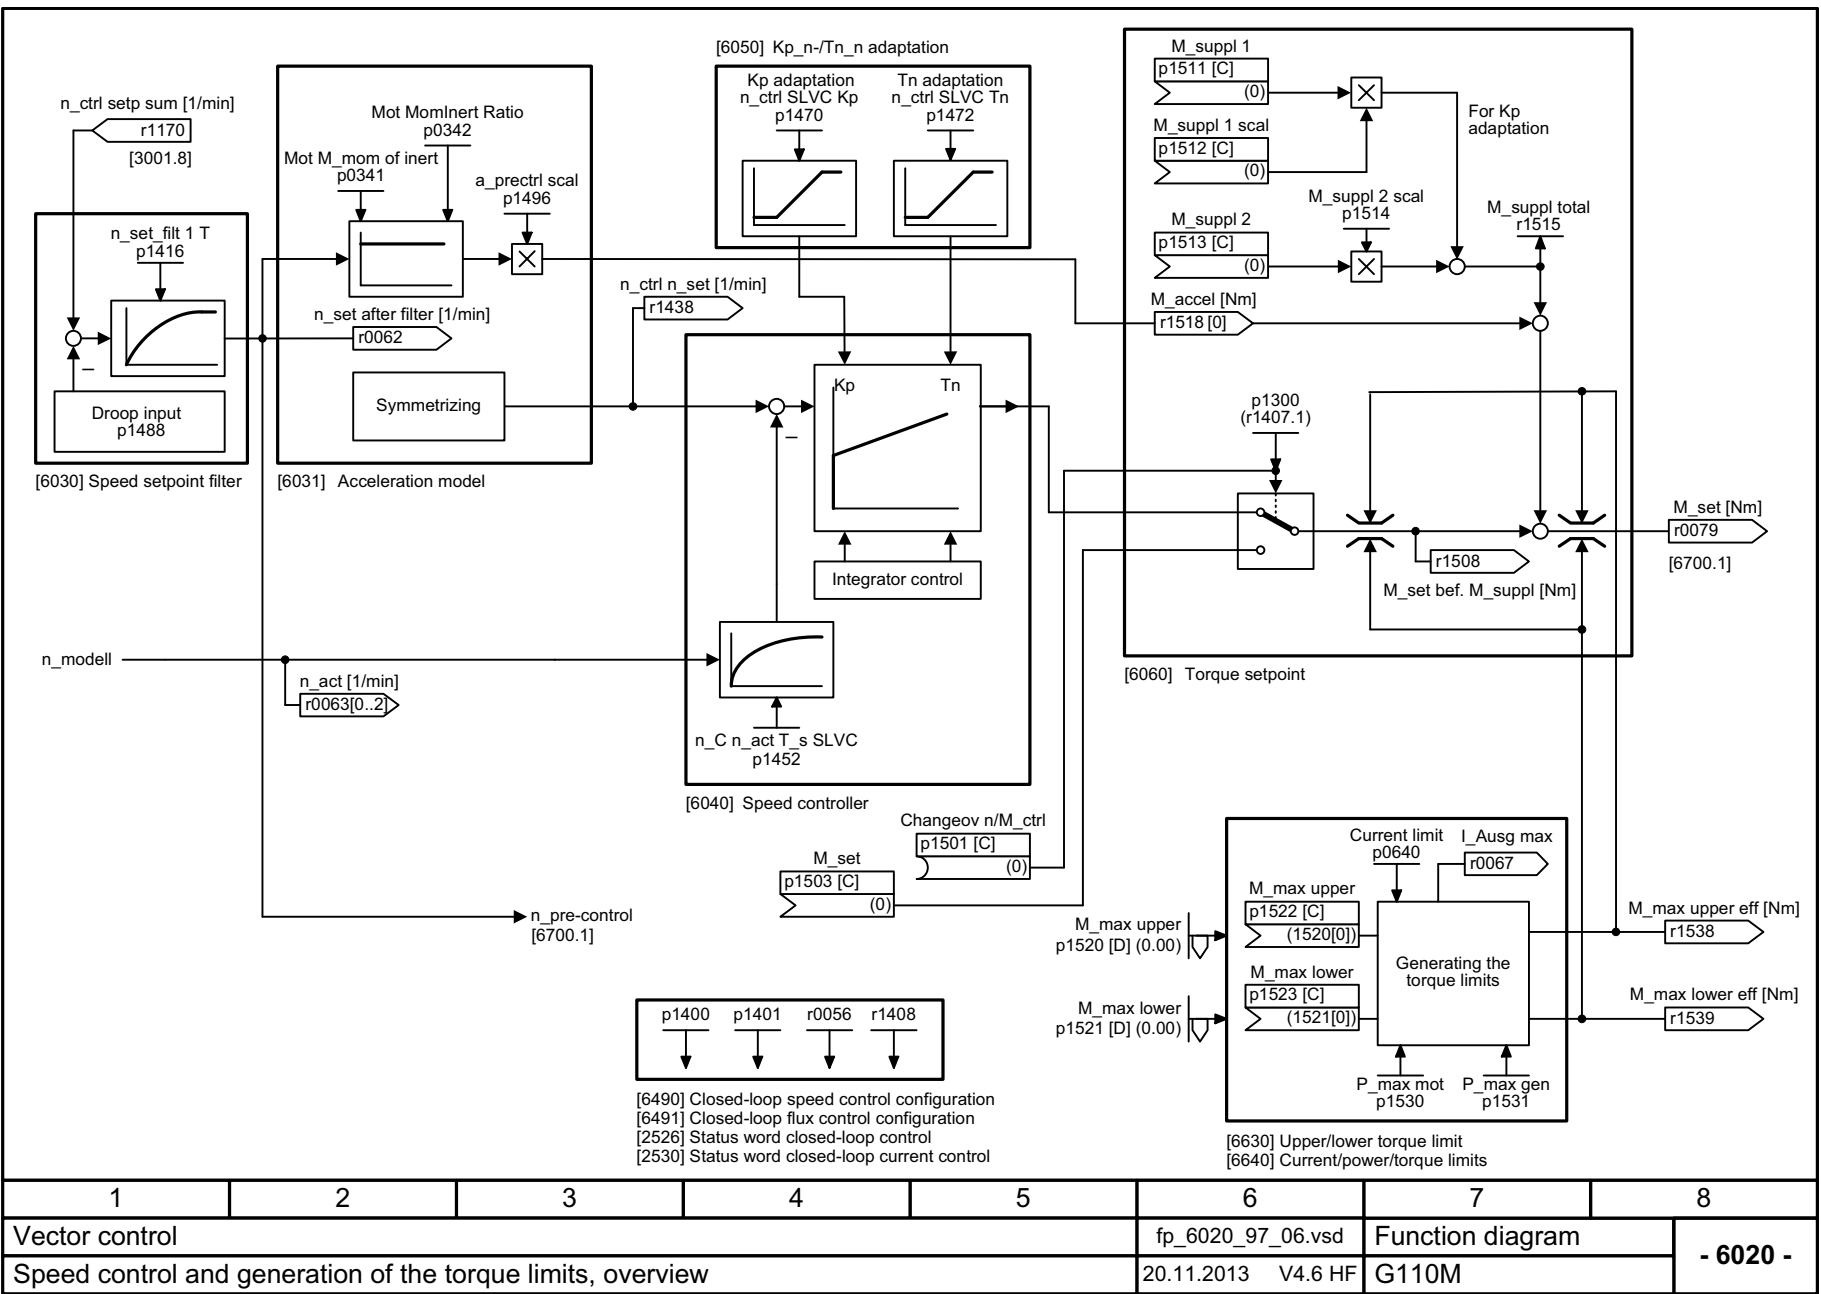 n_ctrl setp sum [1/min]
r1170
[3001.8]
n_set_filt 1 T
p1416
Droop input
p1488
[6030] Speed setpoint filter
Mot MomInert Ratio
p0342
Mot M_mom of inert
p0341
a_prectrl scal
p1496
n_set after filter [1/min]
r0062
Symmetrizing
[6031] Acceleration model
n_ctrl n_set [1/min]
r1438
[6050] Kp_n-/Tn_n adaptation
Kp adaptation
n_ctrl SLVC Kp
p1470
Tn adaptation
n_ctrl SLVC Tn
p1472
Kp
Tn
–
–
Integrator control
n_C n_act T_s SLVC
p1452
[6040] Speed controller
n_modell
n_act [1/min]
r0063[0..2]
n_pre-control
[6700.1]
M_suppl 1
p1511 [C]
(0)
M_suppl 1 scal
p1512 [C]
(0)
M_suppl 2
p1513 [C]
(0)
M_suppl 2 scal
p1514
For Kp
adaptation
M_suppl total
r1515
M_accel [Nm]
r1518 [0]
p1300
(r1407.1)
r1508
M_set bef. M_suppl [Nm]
M_set [Nm]
r0079
[6700.1]
[6060] Torque setpoint
Changeov n/M_ctrl
p1501 [C]
(0)
M_set
p1503 [C]
(0)
M_max upper
p1520 [D] (0.00)
M_max lower
p1521 [D] (0.00)
Current limit
p0640
I_Ausg max
r0067
M_max upper
p1522 [C]
(1520[0])
M_max lower
p1523 [C]
(1521[0])
Generating the
torque limits
P_max mot
p1530
P_max gen
p1531
M_max upper eff [Nm]
r1538
M_max lower eff [Nm]
r1539
[6630] Upper/lower torque limit
[6640] Current/power/torque limits
p1400 p1401 r0056 r1408
[6490] Closed-loop speed control configuration
[6491] Closed-loop flux control configuration
[2526] Status word closed-loop control
[2530] Status word closed-loop current control
1 2 3 4 5 6 7 8
Vector control
fp_6020_97_06.vsd
Function diagram
- 6020 -
Speed control and generation of the torque limits, overview
20.11.2013 V4.6 HF
G110M